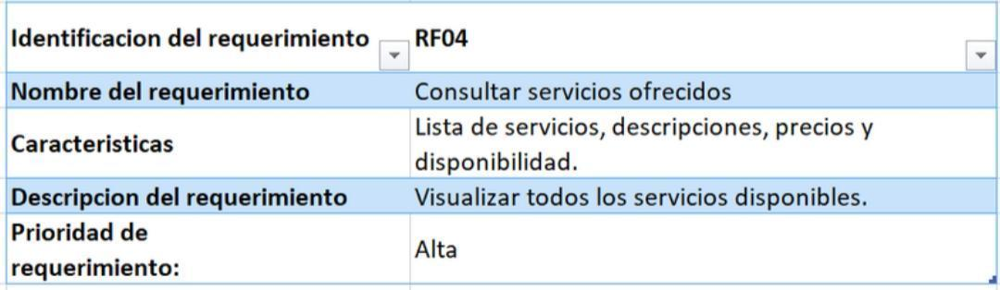 Identificacion del requerimiento RF04
Nombre del requerimiento Consultar servicios ofrecidos
Caracteristicas Lista de servicios, descripciones, precios y
disponibilidad.
Descripcion del requerimiento Visualizar todos los servicios disponibles.
Prioridad de
requerimiento: Alta